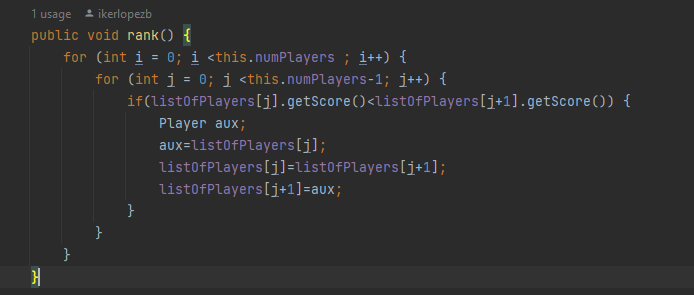 1 usage ikerlopezb
public void rank() {
    for (int i = 0; i <this.numPlayers ; i++) {
        for (int j = 0; j <this.numPlayers-1; j++) {
            if(listOfPlayers[j].getScore()<listOfPlayers[j+1].getScore()) {
                Player aux;
                aux=listOfPlayers[j];
                listOfPlayers[j]=listOfPlayers[j+1];
                listOfPlayers[j+1]=aux;
            }
        }
    }
}